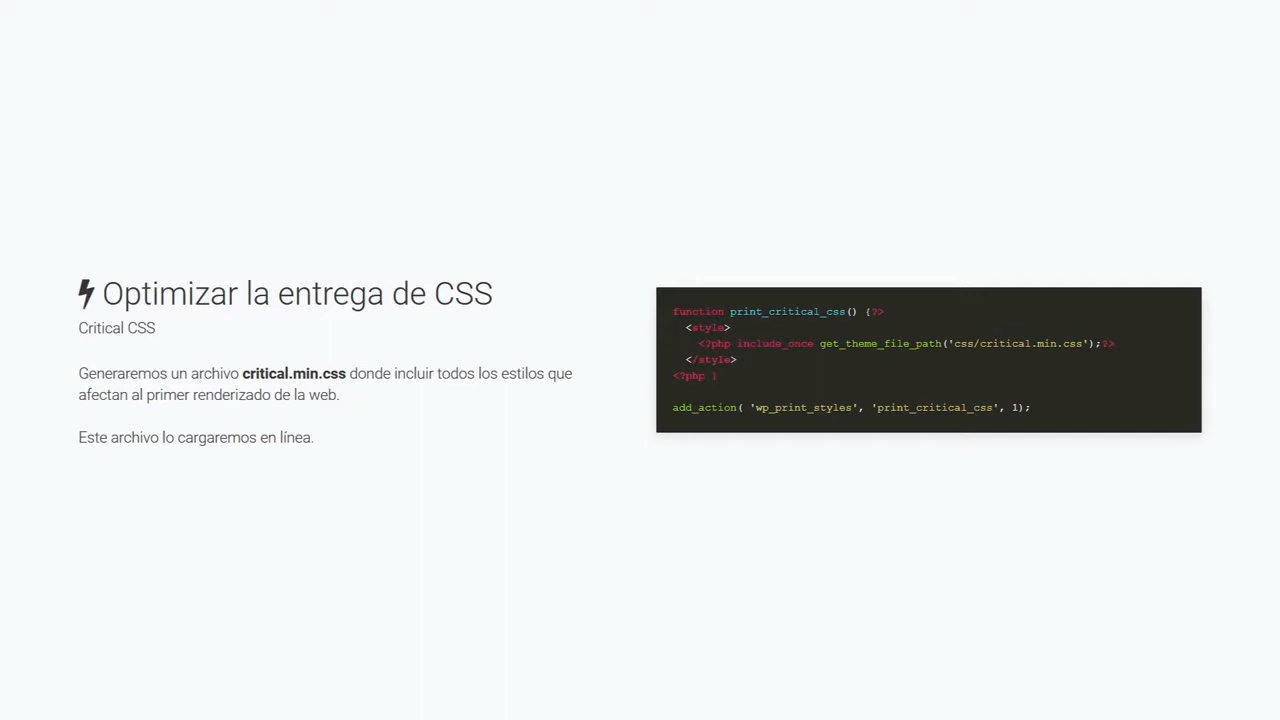 Optimizar la entrega de CSS
Critical CSS
Generaremos un archivo critical.min.css donde incluir todos los estilos que
afectan al primer renderizado de la web.
Este archivo lo cargaremos en línea.
function print_critical_css() {?>
<style>
<?php include_once get_theme_file_path('css/critical.min.css');?>
</style>
<?php }
add_action( 'wp_print_styles', 'print_critical_css', 1);